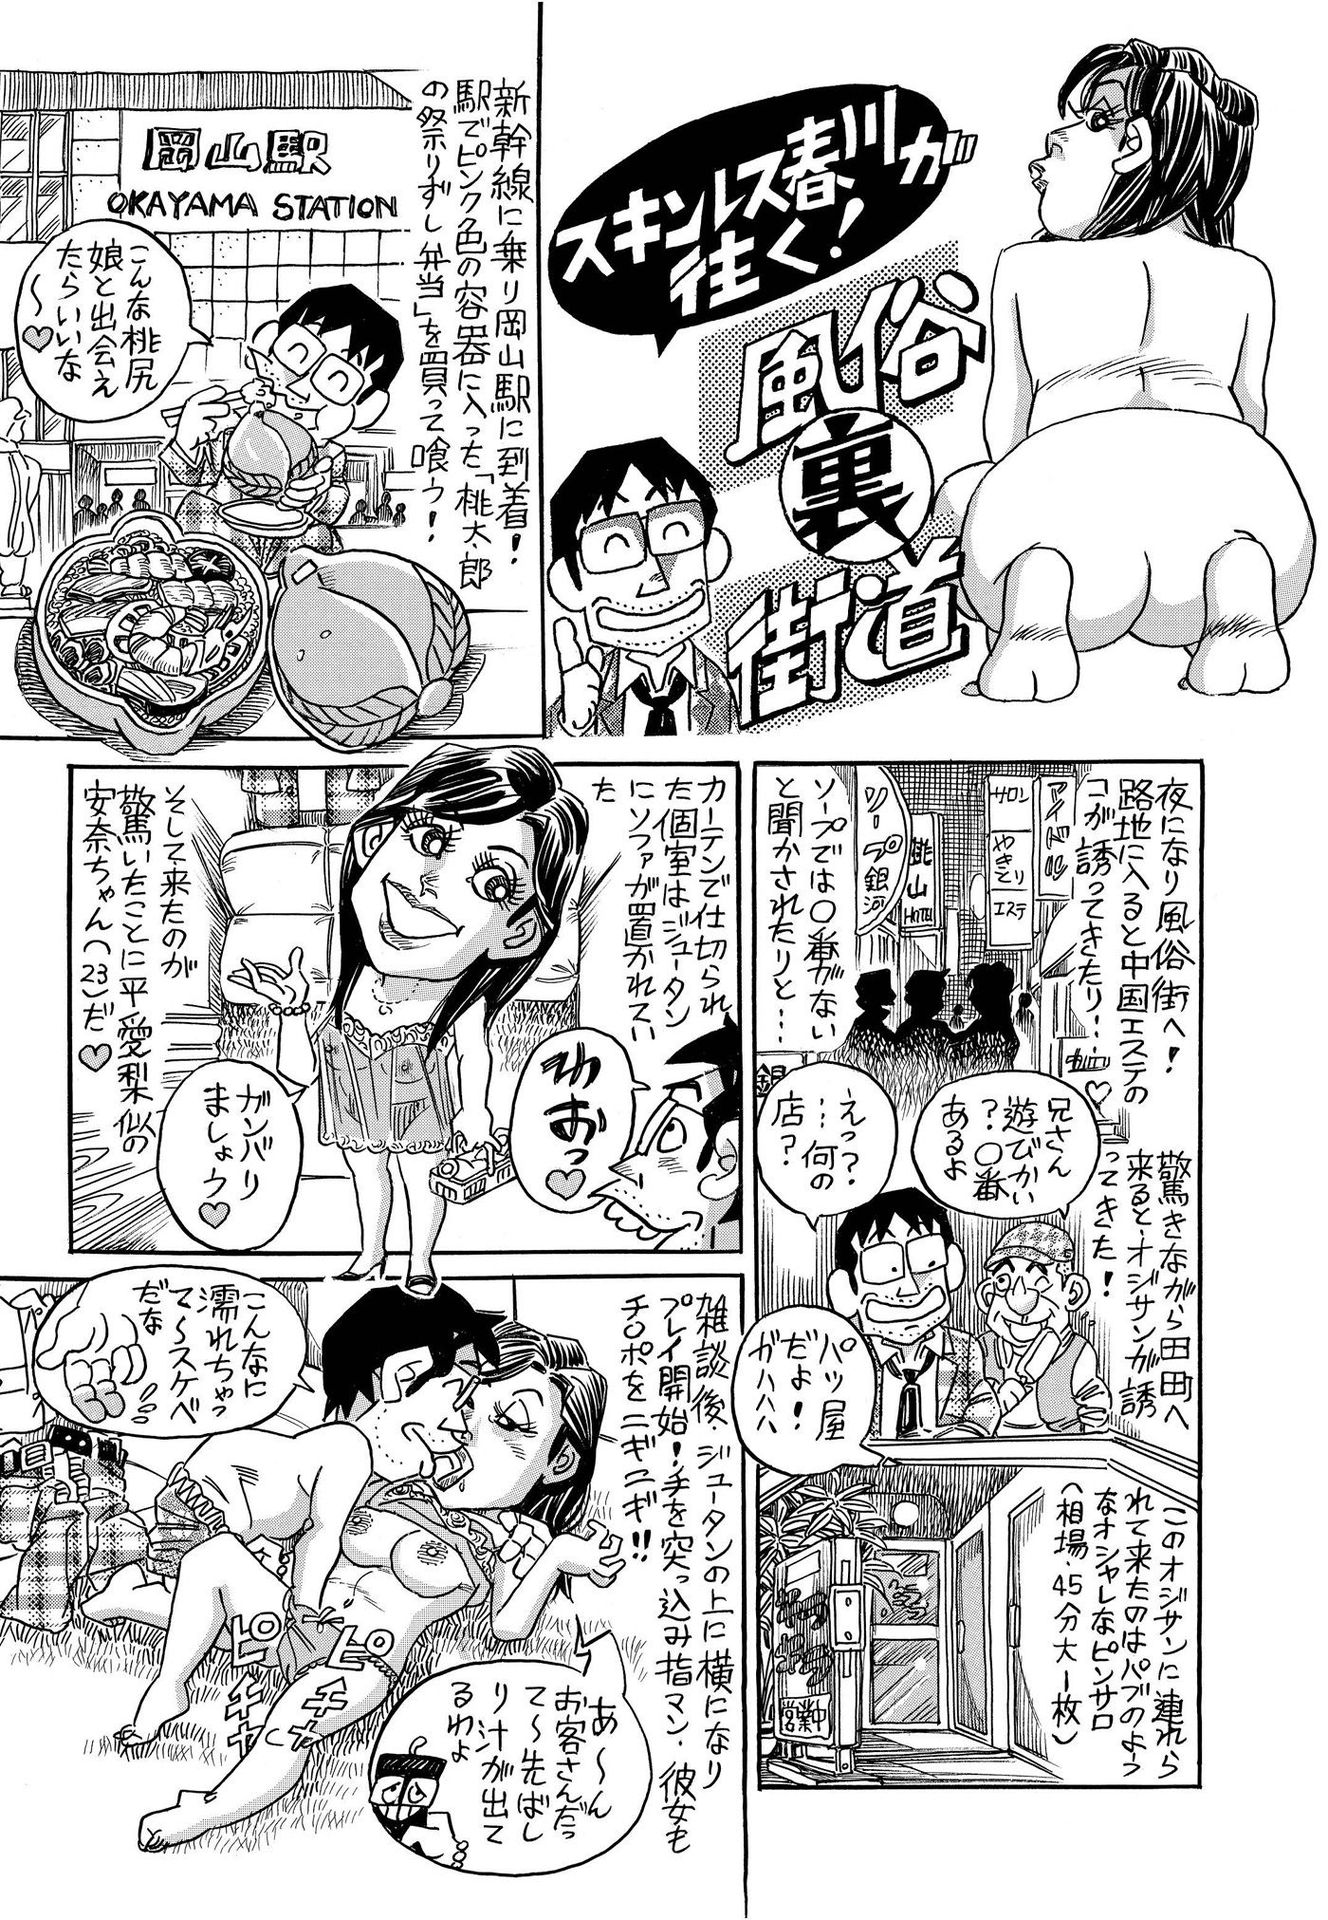 スキンレス春川が
往く!
風俗
裏
街道
新幹線に乗り岡山駅に到着!
駅でピンク色の容器に入った「桃太郎
の祭りずし弁当」を買って喰う!
岡山駅
OKAYAMA STATION
こんな桃尻
娘と出会え
たらいいな
〜♡
夜になり風俗街へ!
路地に入ると中国エステの
コが誘ってきたり…♡
ソープでは〇番がない
と聞かされたりと…
アイドル
サロン
やきとり
エステ
桃山
HOTEL
ソープ銀河
銀
驚きながら田町へ
来ると、オジサンが誘
ってきた!
兄さん
遊びかい
?〇番
あるよ
えっ?
…何の
店?
パッ屋
だよ!
ガハハハ
このオジサンに連れら
れて来たのはパブのよう
なオシャレなピンサロ
(相場・45分大一枚)
営業中
カーテンで仕切られ
た個室はジュータン
にソファが置かれてい
た
わおっ
♡
そして来たのが
驚いたことに平〇愛梨似の
安奈ちゃん(23)だ♡
ガンバリ
ましょウ
♡
雑談後、ジュータンの上に横になり
プレイ開始!手を突っ込み指マン、彼女も
チ〇ポをニギニギ!!
こんなに
濡れちゃっ
て〜スケベ
だな
ピチャ
ピチャ
あ〜ん
お客さんだっ
て〜先ばし
り汁が出て
るわよ